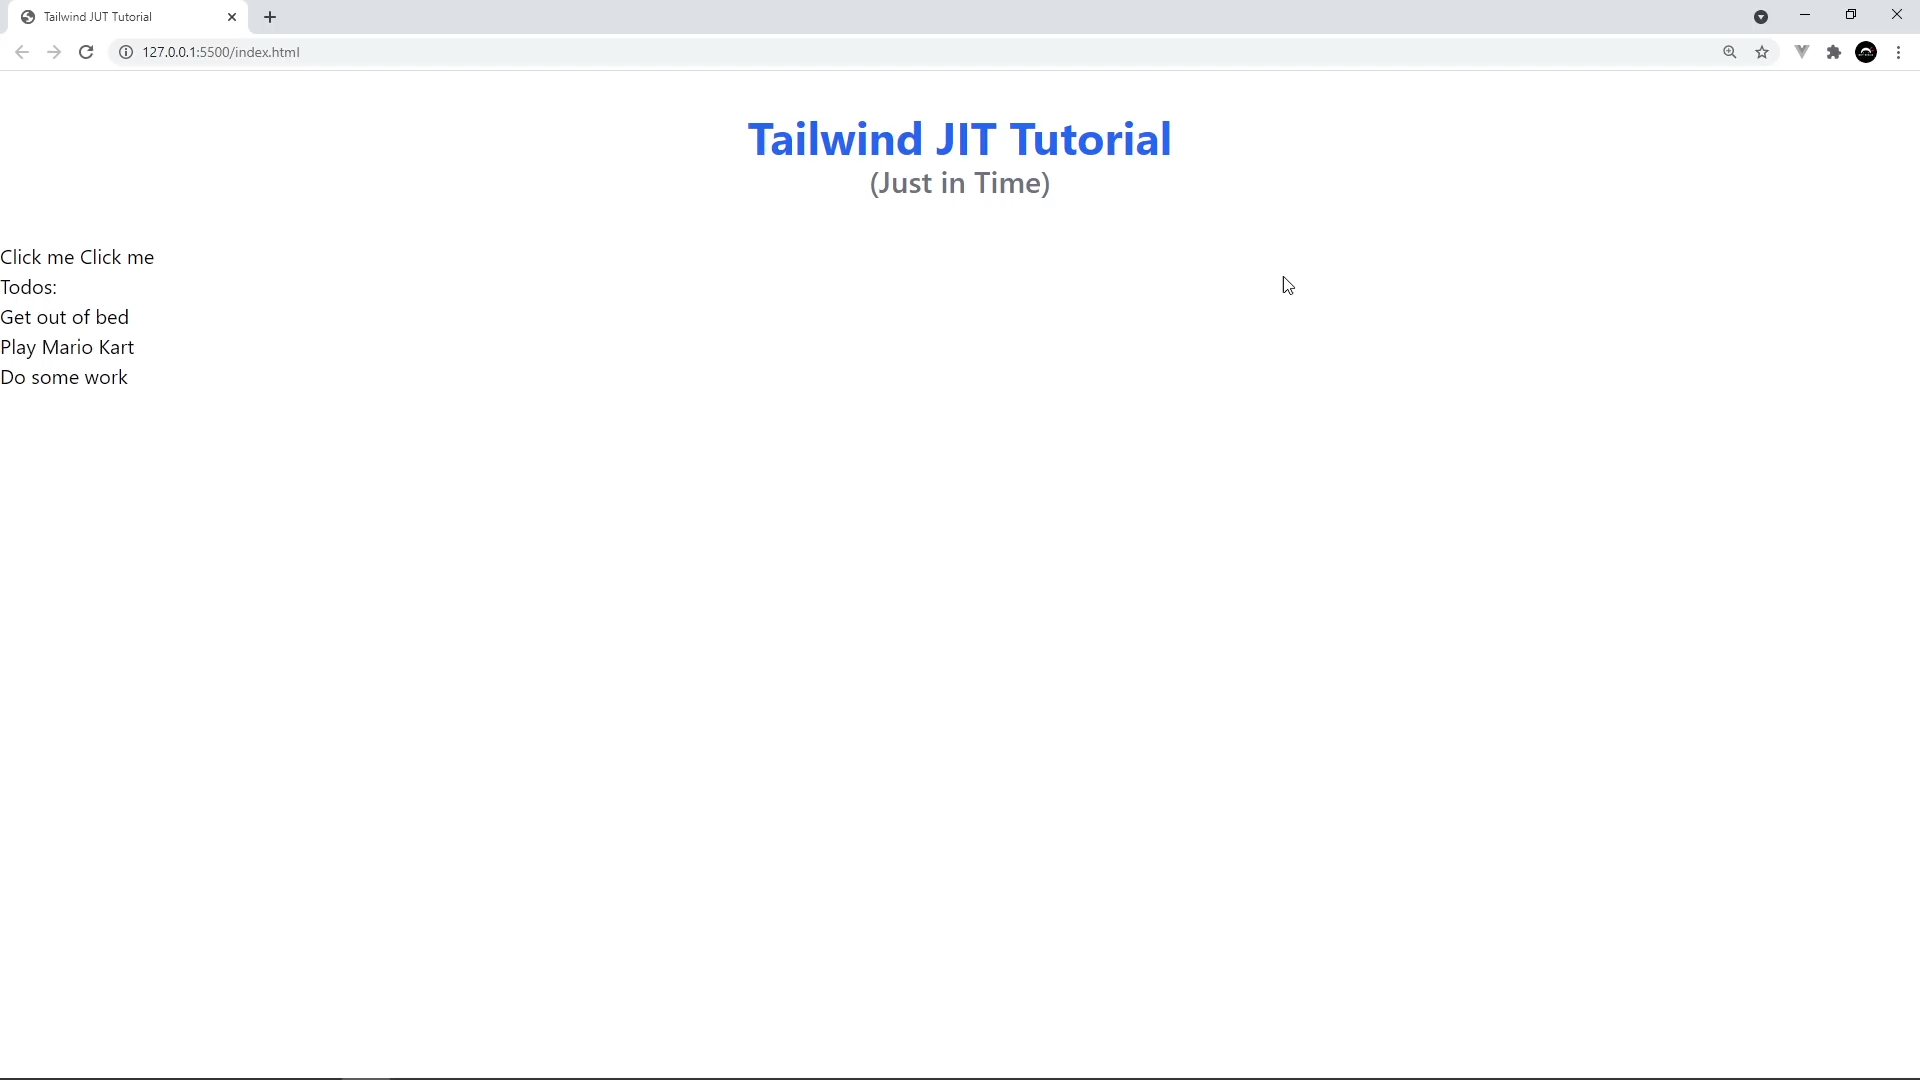 Tailwind JUT Tutorial
127.0.0.1:5500/index.html
Tailwind JIT Tutorial
(Just in Time)
Click me Click me
Todos:
Get out of bed
Play Mario Kart
Do some work